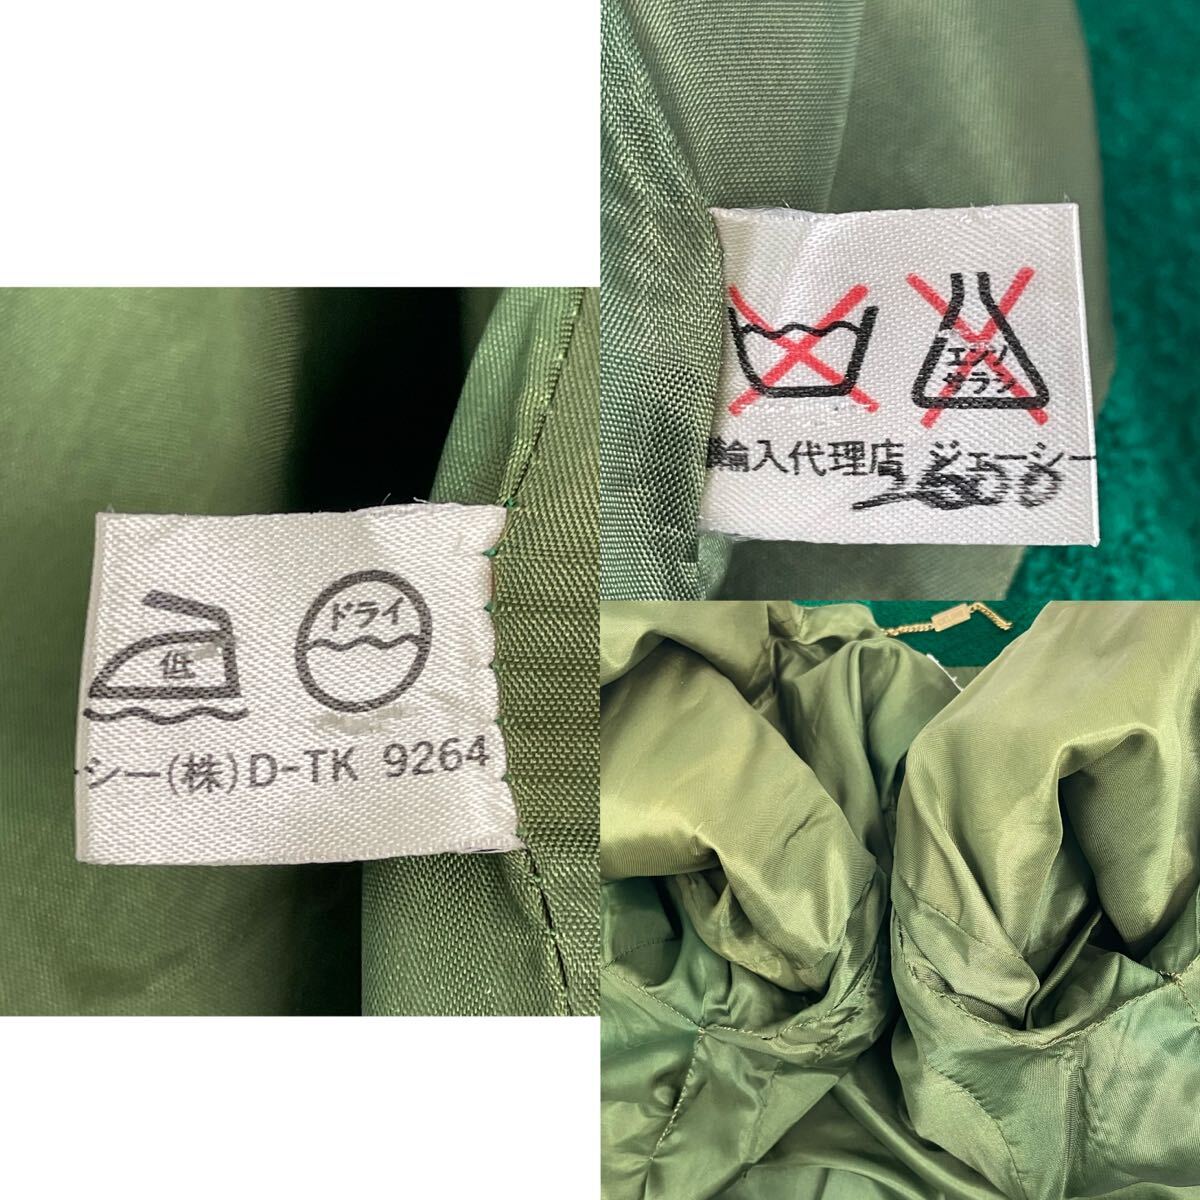 低
ドライ
シー(株)D-TK 9264
エンソ
サラシ
輸入代理店 ジェーシー